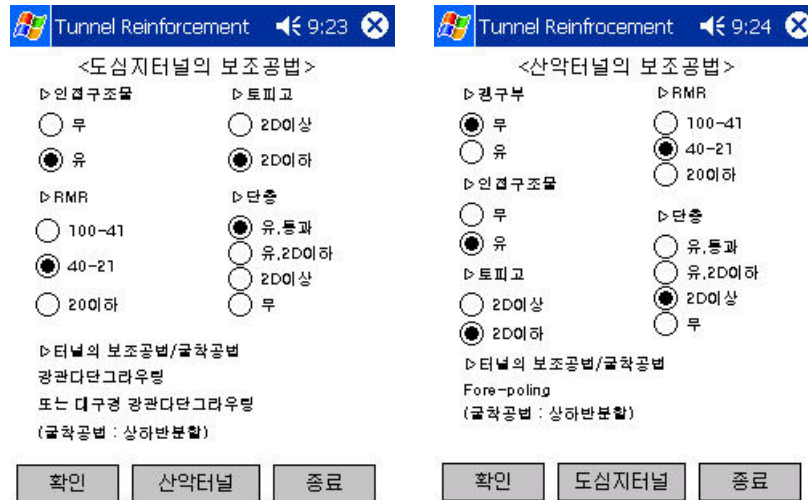 Tunnel Reinforcement 9:23
<도심지터널의 보조공법>
▷인접구조물
무
유
▷토피고
2D이상
2D이하
▷RMR
100-41
40-21
20이하
▷단층
유,통과
유,2D이하
2D이상
무
▷터널의 보조공법/굴착공법
강관다단그라우팅
또는 대구경 강관다단그라우팅
(굴착공법 : 상하반분할)
확인 산악터널 종료
Tunnel Reinfrocement 9:24
<산악터널의 보조공법>
▷갱구부
무
유
▷인접구조물
무
유
▷토피고
2D이상
2D이하
▷RMR
100-41
40-21
20이하
▷단층
유,통과
유,2D이하
2D이상
무
▷터널의 보조공법/굴착공법
Fore-poling
(굴착공법 : 상하반분할)
확인 도심지터널 종료